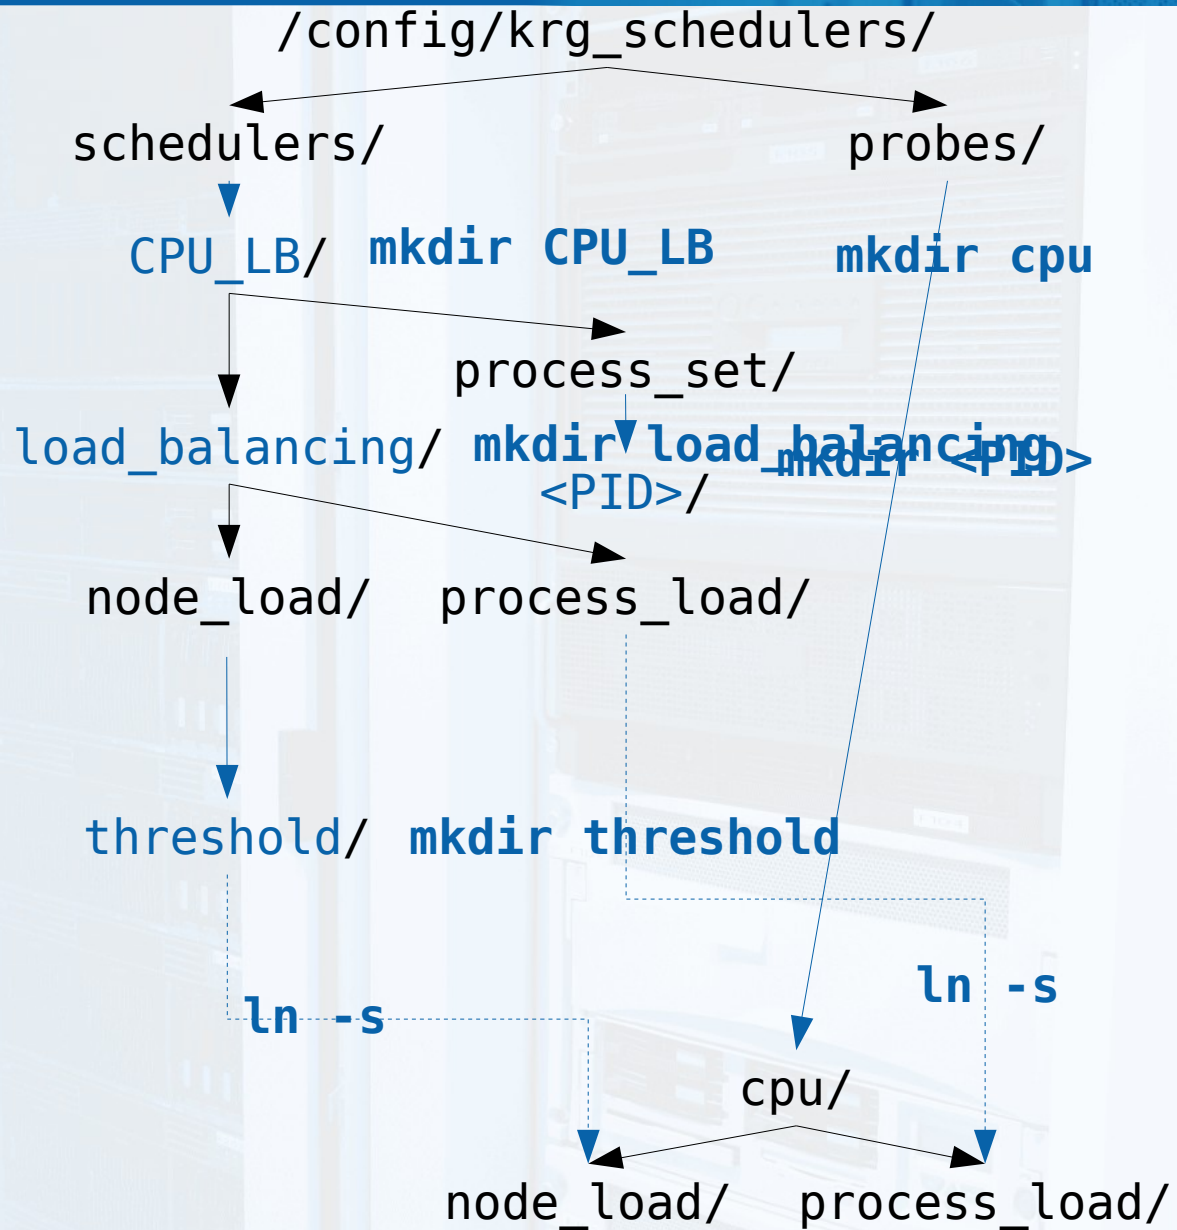 /config/krg_schedulers/
schedulers/
probes/
CPU_LB/
mkdir CPU_LB
mkdir cpu
process_set/
load_balancing/
mkdir load_balancing
mkdir <PID>
<PID>/
node_load/
process_load/
threshold/
mkdir threshold
ln -s
ln -s
cpu/
node_load/
process_load/